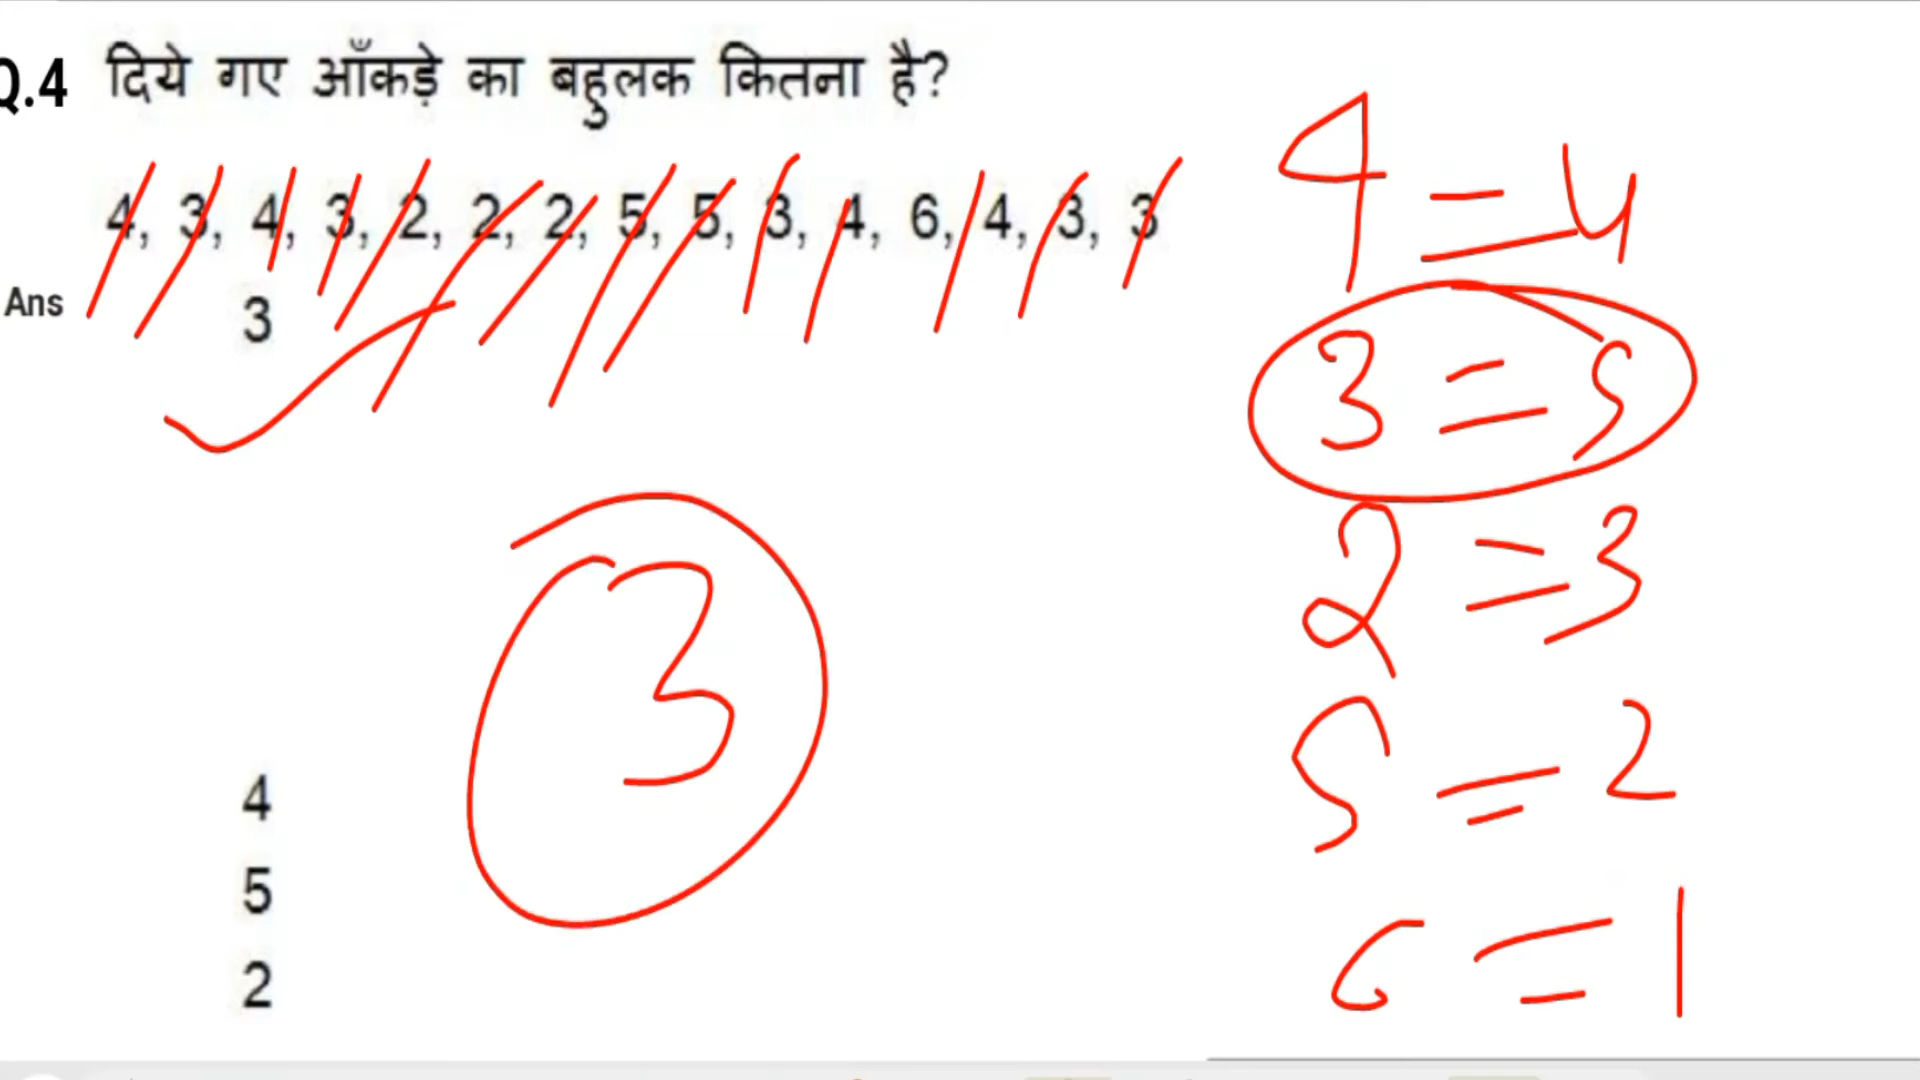 Q.4 दिये गए आँकड़े का बहुलक कितना है?
4, 3, 4, 3, 2, 2, 2, 5, 5, 3, 4, 6, 4, 3, 3
Ans 3
4
5
2
3
4 = 4
3 = 5
2 = 3
5 = 2
6 = 1